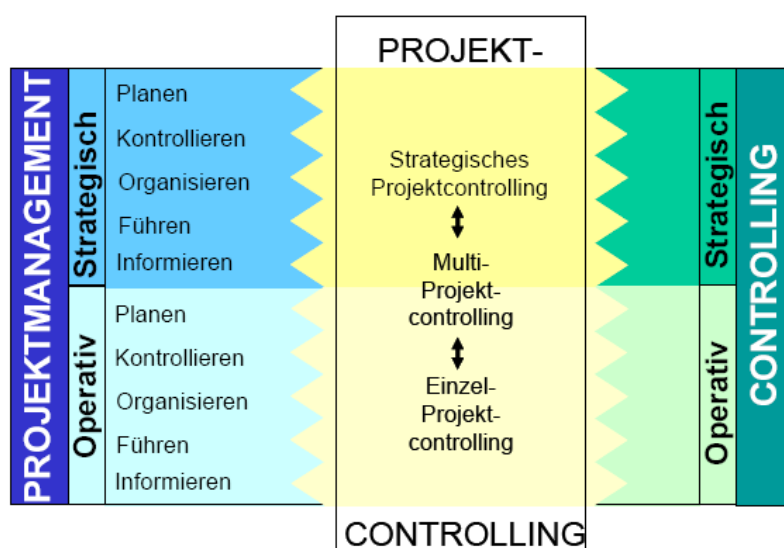 PROJEKTMANAGEMENT
Strategisch
Planen
Kontrollieren
Organisieren
Führen
Informieren
Operativ
Planen
Kontrollieren
Organisieren
Führen
Informieren
PROJEKT-
Strategisches
Projektcontrolling
Multi-
Projekt-
controlling
Einzel-
Projekt-
controlling
CONTROLLING
Strategisch
Operativ
CONTROLLING